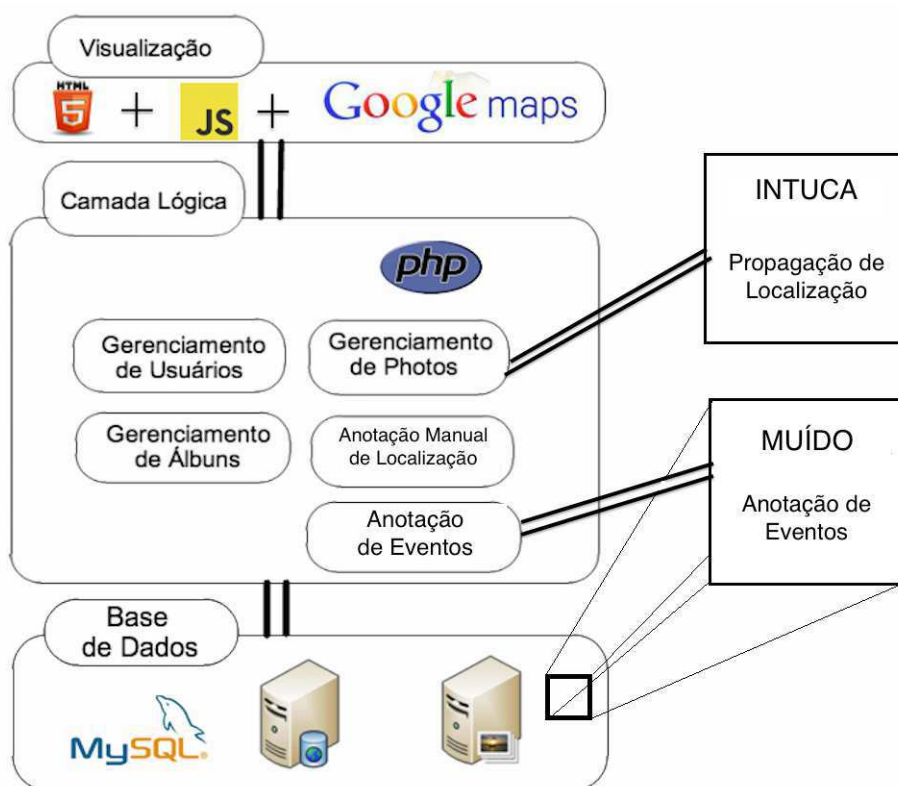 Visualização
HTML
5
+
JS
+
Google maps
Camada Lógica
php
Gerenciamento
de Usuários
Gerenciamento
de Photos
Gerenciamento
de Álbuns
Anotação Manual
de Localização
Anotação
de Eventos
INTUCA
Propagação de
Localização
MUÍDO
Anotação de
Eventos
Base
de Dados
MySQL®